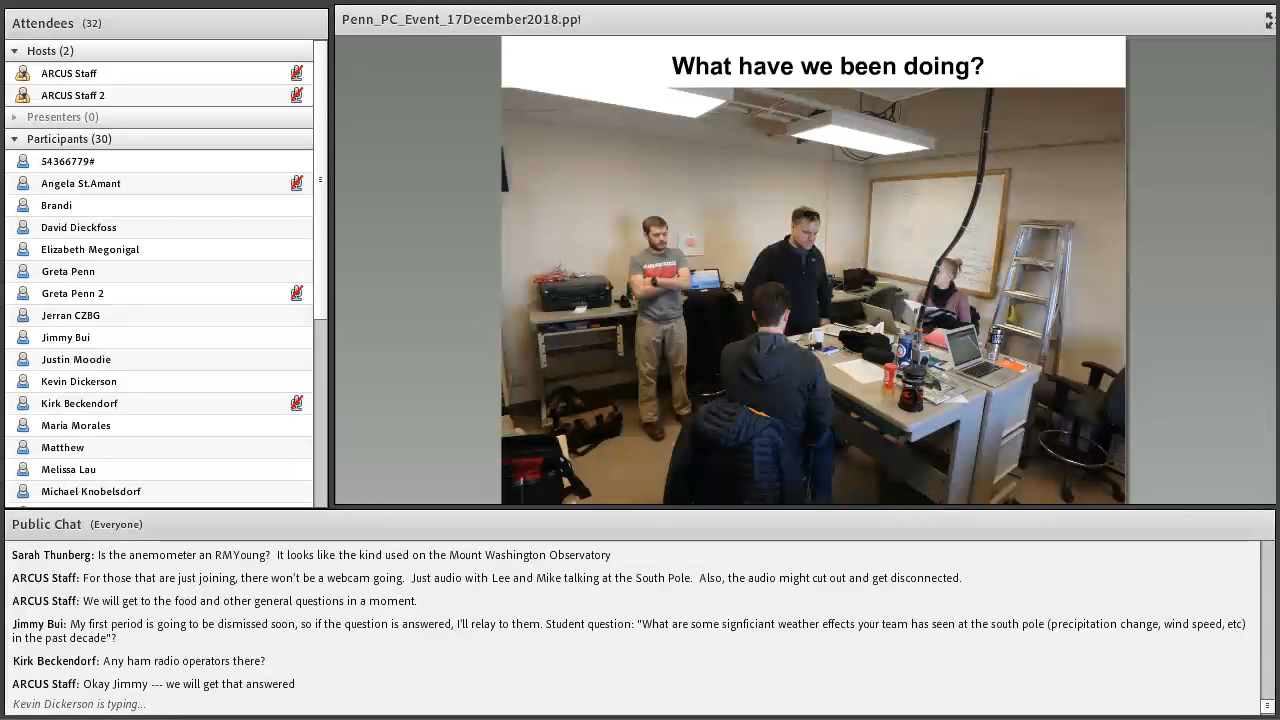 Attendees (32)
Hosts (2)
ARCUS Staff
ARCUS Staff 2
Presenters (0)
Participants (30)
54366779#
Angela St.Amant
Brandi
David Dieckfoss
Elizabeth Megonigal
Greta Penn
Greta Penn 2
Jerran CZBG
Jimmy Bui
Justin Moodie
Kevin Dickerson
Kirk Beckendorf
Maria Morales
Matthew
Melissa Lau
Michael Knobelsdorf
Penn_PC_Event_17December2018.ppt
What have we been doing?
Public Chat (Everyone)
Sarah Thunberg: Is the anemometer an RMYoung? It looks like the kind used on the Mount Washington Observatory
ARCUS Staff: For those that are just joining, there won't be a webcam going. Just audio with Lee and Mike talking at the South Pole. Also, the audio might cut out and get disconnected.
ARCUS Staff: We will get to the food and other general questions in a moment.
Jimmy Bui: My first period is going to be dismissed soon, so if the question is answered, I'll relay to them. Student question: "What are some signficiant weather effects your team has seen at the south pole (precipitation change, wind speed, etc)
in the past decade"?
Kirk Beckendorf: Any ham radio operators there?
ARCUS Staff: Okay Jimmy --- we will get that answered
Kevin Dickerson is typing...